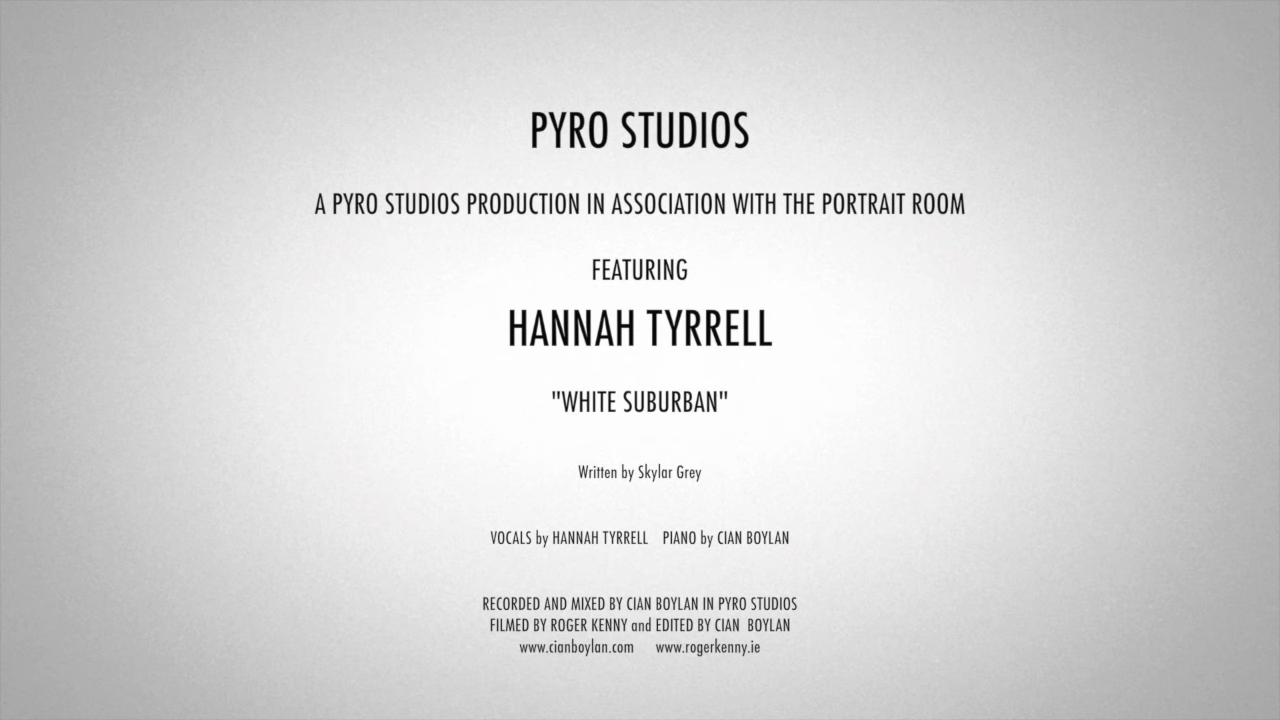 PYRO STUDIOS
A PYRO STUDIOS PRODUCTION IN ASSOCIATION WITH THE PORTRAIT ROOM
FEATURING
HANNAH TYRRELL
"WHITE SUBURBAN"
Written by Skylar Grey
VOCALS by HANNAH TYRRELL PIANO by CIAN BOYLAN
RECORDED AND MIXED BY CIAN BOYLAN IN PYRO STUDIOS
FILMED BY ROGER KENNY and EDITED BY CIAN BOYLAN
www.cianboylan.com www.rogerkenny.ie